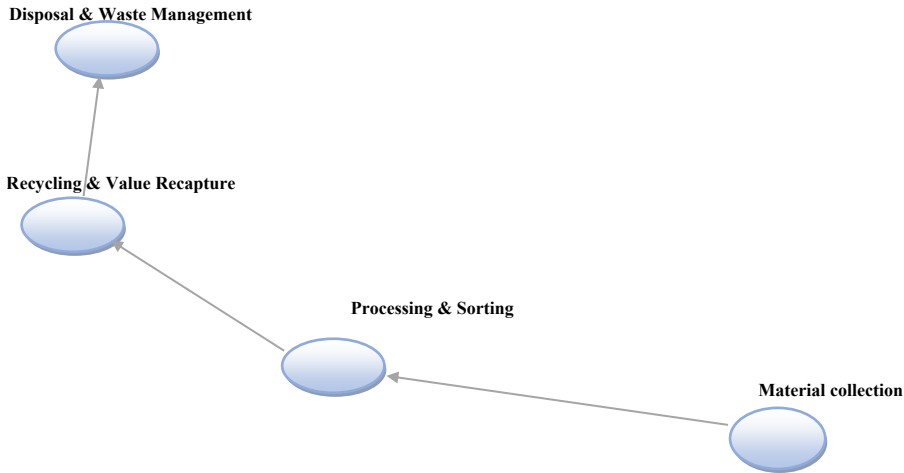 Disposal & Waste Management
Recycling & Value Recapture
Processing & Sorting
Material collection